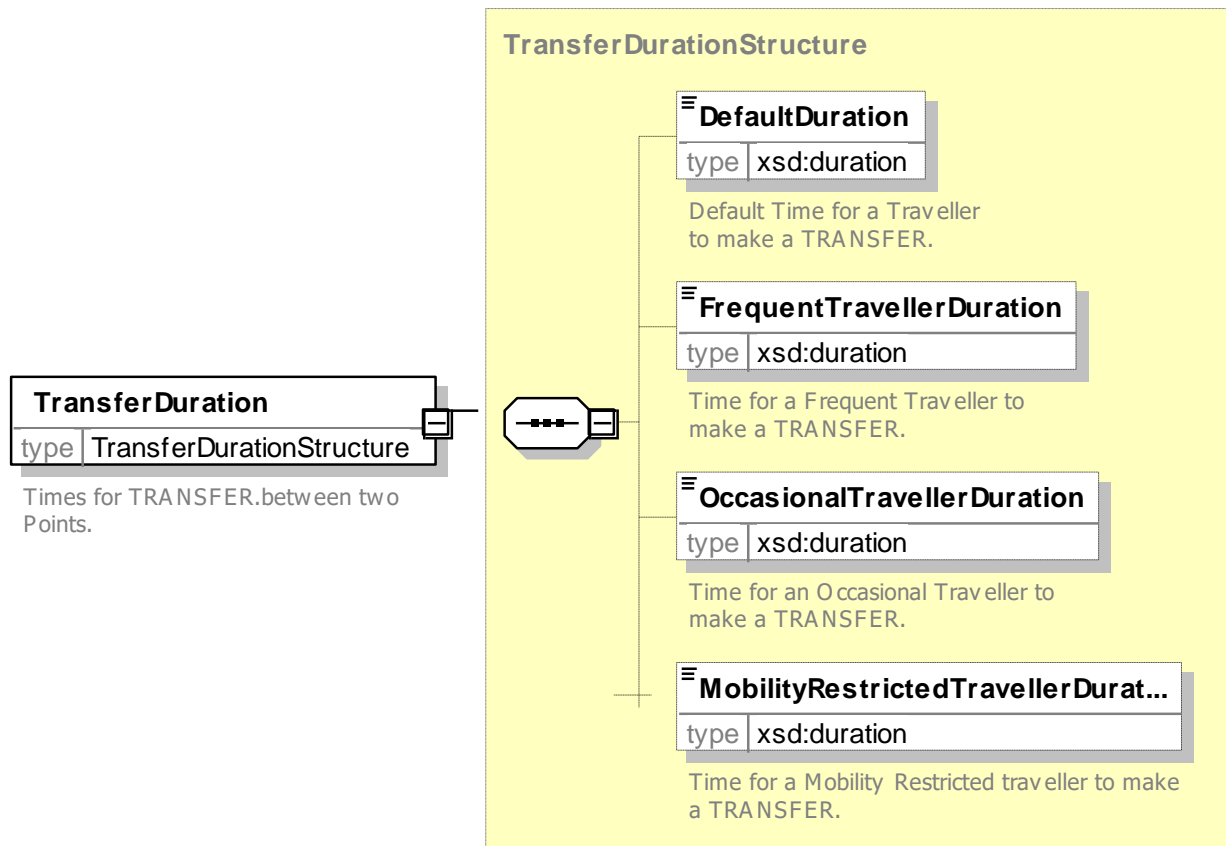 TransferDurationStructure
DefaultDuration
type xsd:duration
Default Time for a Traveller
to make a TRANSFER.
FrequentTravellerDuration
type xsd:duration
Time for a Frequent Traveller to
make a TRANSFER.
TransferDuration
type TransferDurationStructure
Times for TRANSFER.between two
Points.
OccasionalTravellerDuration
type xsd:duration
Time for an Occasional Traveller to
make a TRANSFER.
MobilityRestrictedTravellerDurat...
type xsd:duration
Time for a Mobility Restricted traveller to make
a TRANSFER.